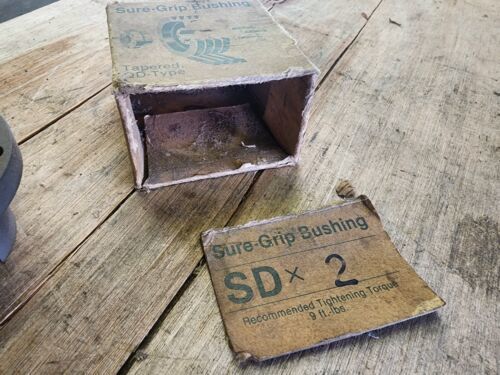 Sure-Grip Bushing
Tapered
QD-Type
Sure-Grip Bushing
SD x 2
Recommended Tightening Torque
9 ft.-lbs.